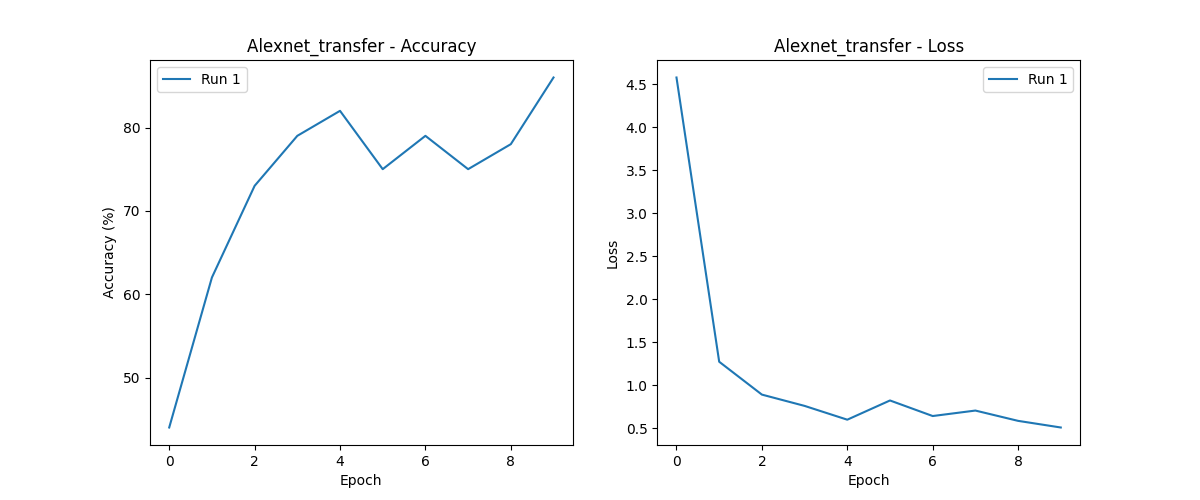 Alexnet_transfer - Accuracy
Run 1
80
70
60
50
Accuracy (%)
0 2 4 6 8
Epoch
Alexnet_transfer - Loss
Run 1
4.5
4.0
3.5
3.0
2.5
2.0
1.5
1.0
0.5
Loss
0 2 4 6 8
Epoch